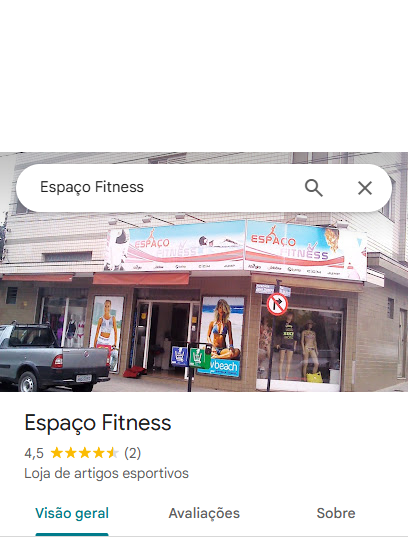 Espaço Fitness
ESPAÇO
FITNESS
ESPAÇO
FITNESS
beach
Espaço Fitness
4,5 (2)
Loja de artigos esportivos
Visão geral
Avaliações
Sobre